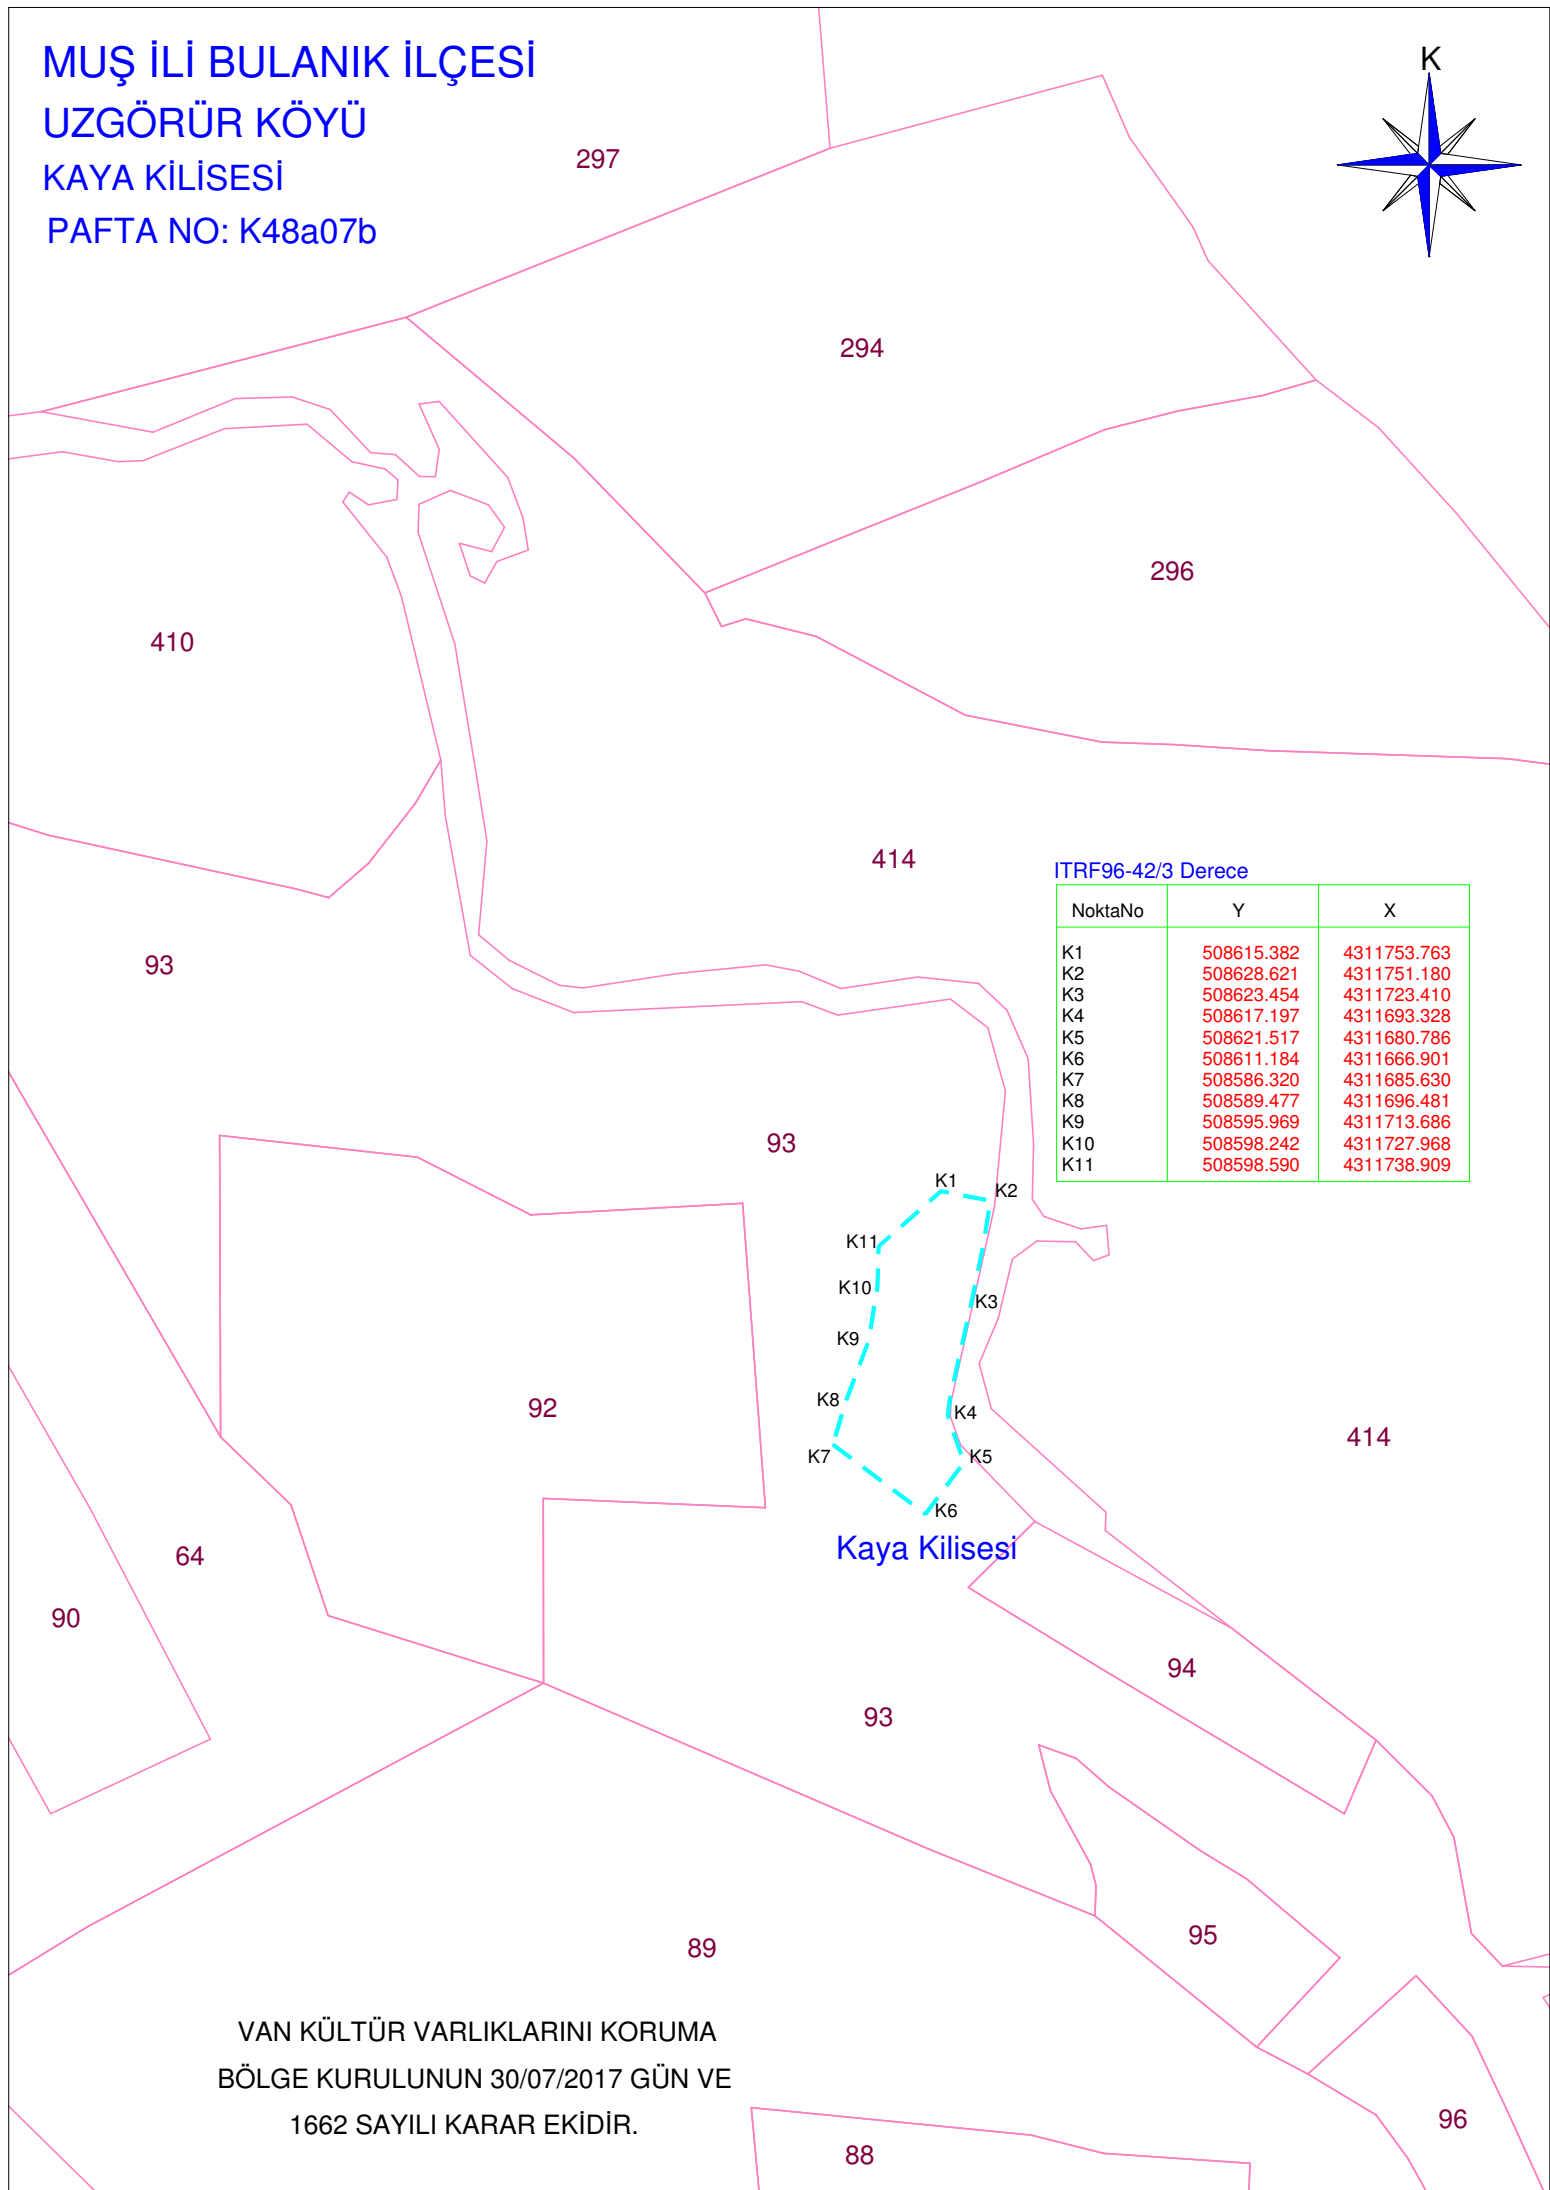 MUŞ İLİ BULANIK İLÇESİ
UZGÖRÜR KÖYÜ
KAYA KİLİSESİ
PAFTA NO: K48a07b
K
297
294
296
410
414
ITRF96-42/3 Derece
NoktaNo Y X
K1 508615.382 4311753.763
K2 508628.621 4311751.180
K3 508623.454 4311723.410
K4 508617.197 4311693.328
K5 508621.517 4311680.786
K6 508611.184 4311666.901
K7 508586.320 4311685.630
K8 508589.477 4311696.481
K9 508595.969 4311713.686
K10 508598.242 4311727.968
K11 508598.590 4311738.909
93
93
K1
K2
K11
K10
K3
K9
K8
K4
K7
K5
K6
92
414
Kaya Kilisesi
64
90
94
93
95
89
VAN KÜLTÜR VARLIKLARINI KORUMA
BÖLGE KURULUNUN 30/07/2017 GÜN VE
1662 SAYILI KARAR EKİDİR.
96
88